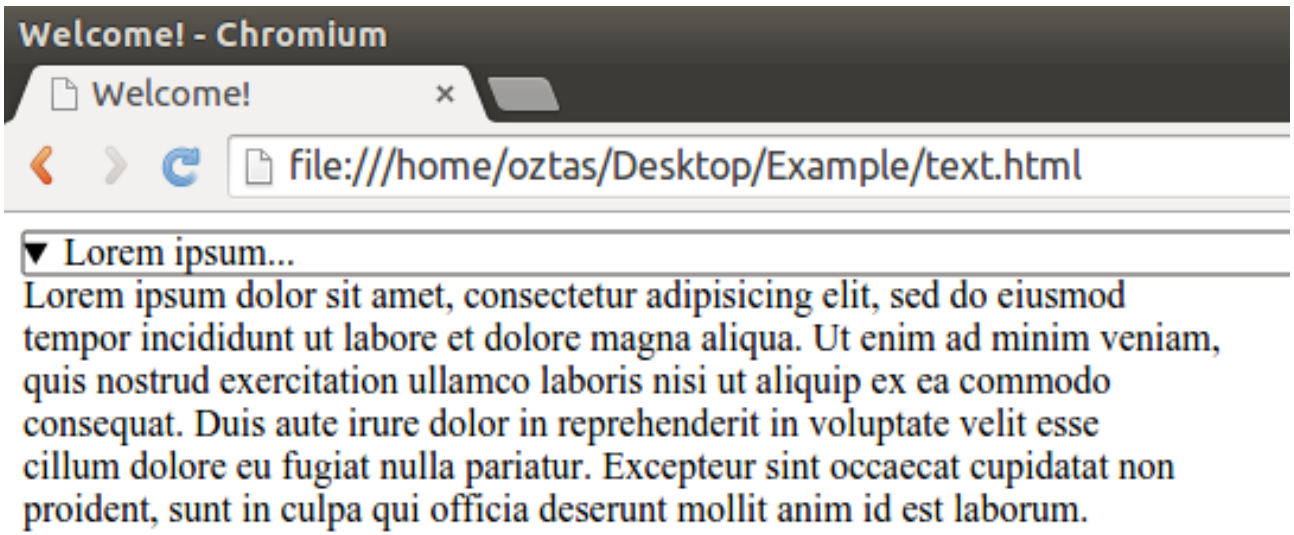 Welcome! - Chromium
Welcome!
file:///home/oztas/Desktop/Example/text.html
Lorem ipsum...
Lorem ipsum dolor sit amet, consectetur adipisicing elit, sed do eiusmod
tempor incididunt ut labore et dolore magna aliqua. Ut enim ad minim veniam,
quis nostrud exercitation ullamco laboris nisi ut aliquip ex ea commodo
consequat. Duis aute irure dolor in reprehenderit in voluptate velit esse
cillum dolore eu fugiat nulla pariatur. Excepteur sint occaecat cupidatat non
proident, sunt in culpa qui officia deserunt mollit anim id est laborum.